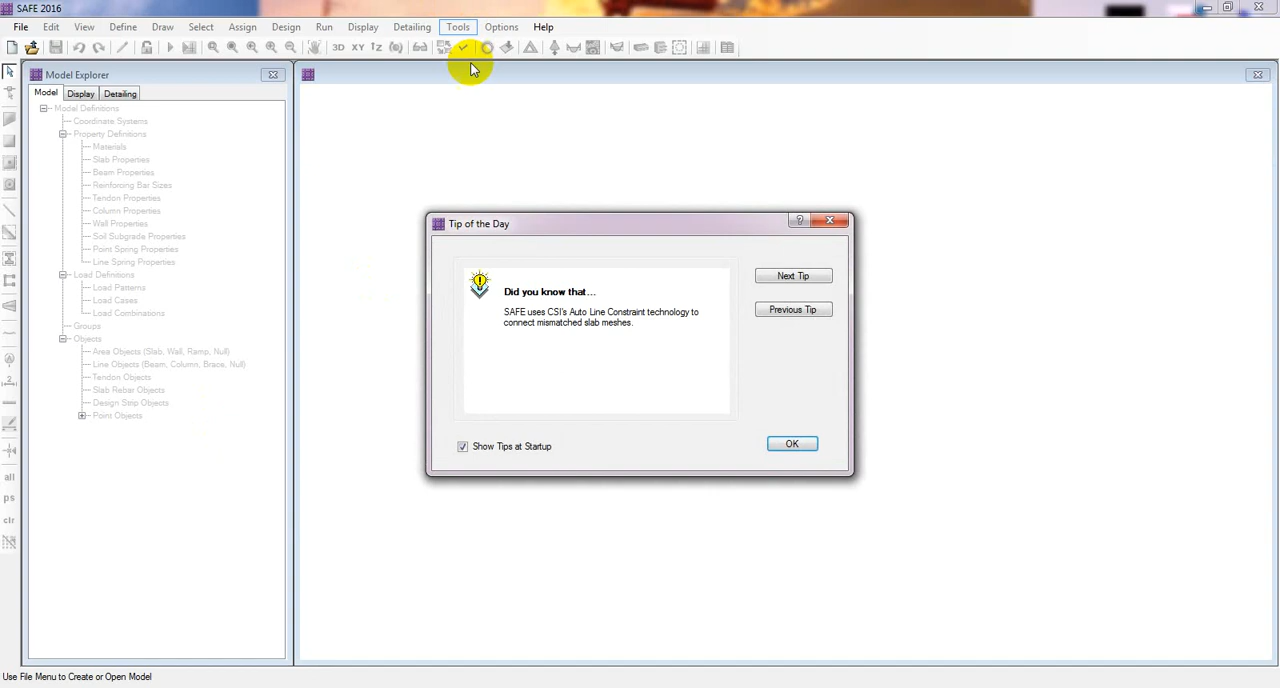 SAFE 2016
File Edit View Define Draw Select Assign Design Run Display Detailing Tools Options Help
3D XY
Model Explorer
Model Display Detailing
Model Definitions
Coordinate Systems
Property Definitions
Materials
Slab Properties
Beam Properties
Reinforcing Bar Sizes
Tendon Properties
Column Properties
Wall Properties
Soil Subgrade Properties
Point Spring Properties
Line Spring Properties
Load Definitions
Load Patterns
Load Cases
Load Combinations
Groups
Objects
Area Objects (Slab, Wall, Ramp, Null)
Line Objects (Beam, Column, Brace, Null)
Tendon Objects
Slab Rebar Objects
Design Strip Objects
Point Objects
all
ps
clr
Tip of the Day
Did you know that...
SAFE uses CSI's Auto Line Constraint technology to
connect mismatched slab meshes.
Next Tip
Previous Tip
Show Tips at Startup
OK
Use File Menu to Create or Open Model